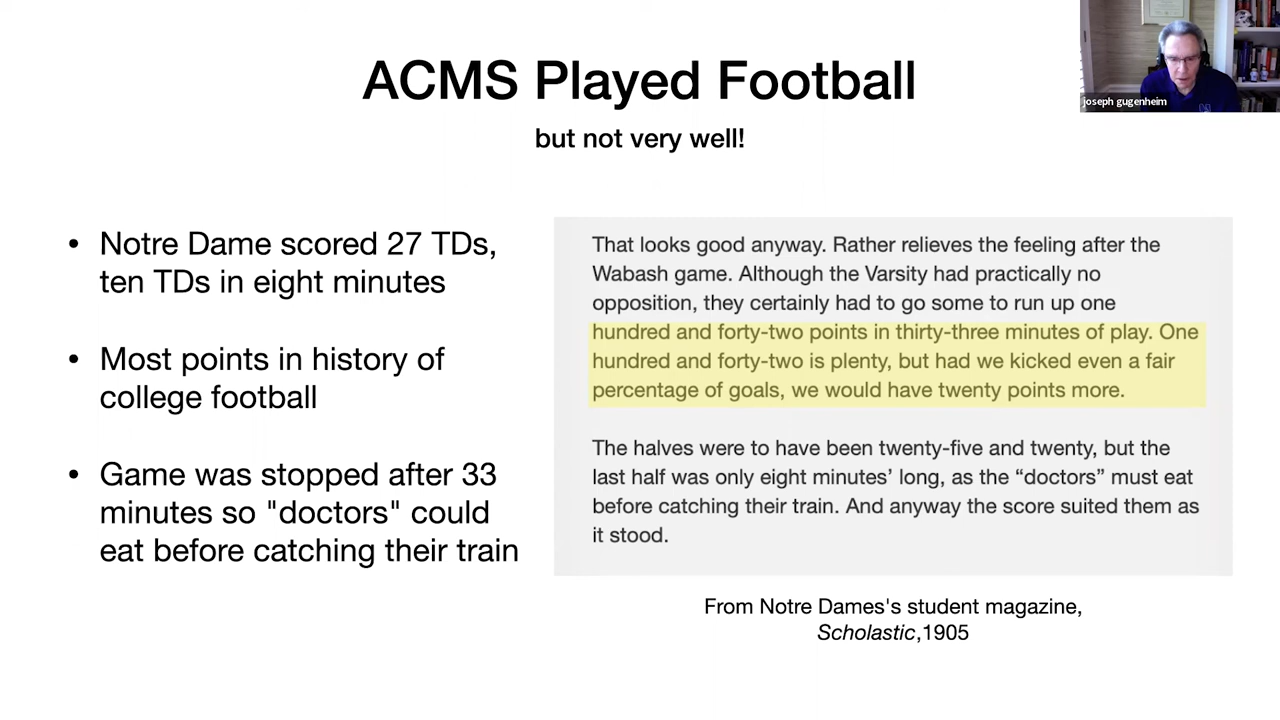 ACMS Played Football
joseph gugenheim
but not very well!
• Notre Dame scored 27 TDs,
ten TDs in eight minutes
• Most points in history of
college football
• Game was stopped after 33
minutes so "doctors" could
eat before catching their train
That looks good anyway. Rather relieves the feeling after the
Wabash game. Although the Varsity had practically no
opposition, they certainly had to go some to run up one
hundred and forty-two points in thirty-three minutes of play. One
hundred and forty-two is plenty, but had we kicked even a fair
percentage of goals, we would have twenty points more.
The halves were to have been twenty-five and twenty, but the
last half was only eight minutes’ long, as the “doctors” must eat
before catching their train. And anyway the score suited them as
it stood.
From Notre Dames's student magazine,
Scholastic,1905